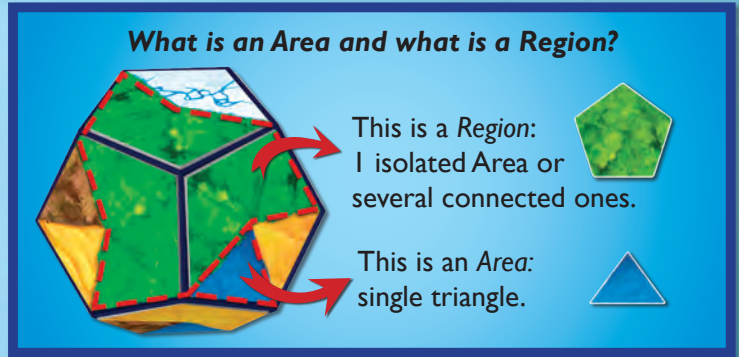 What is an Area and what is a Region?
This is a Region:
1 isolated Area or
several connected ones.
This is an Area:
single triangle.